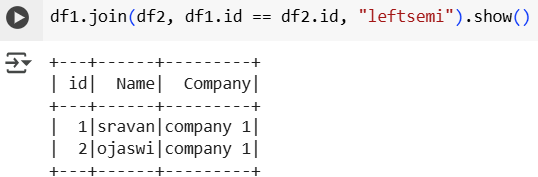 df1.join(df2, df1.id == df2.id, "leftsemi").show()
+---+------+---------+
| id|  Name|  Company|
+---+------+---------+
|  1|sravan|company 1|
|  2|ojaswi|company 1|
+---+------+---------+